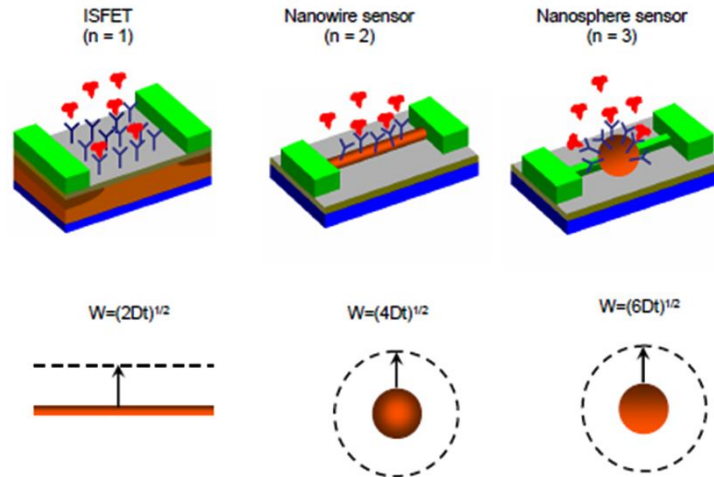 ISFET
(n = 1)
Nanowire sensor
(n = 2)
Nanosphere sensor
(n = 3)
W=(2Dt)^{1/2}
W=(4Dt)^{1/2}
W=(6Dt)^{1/2}